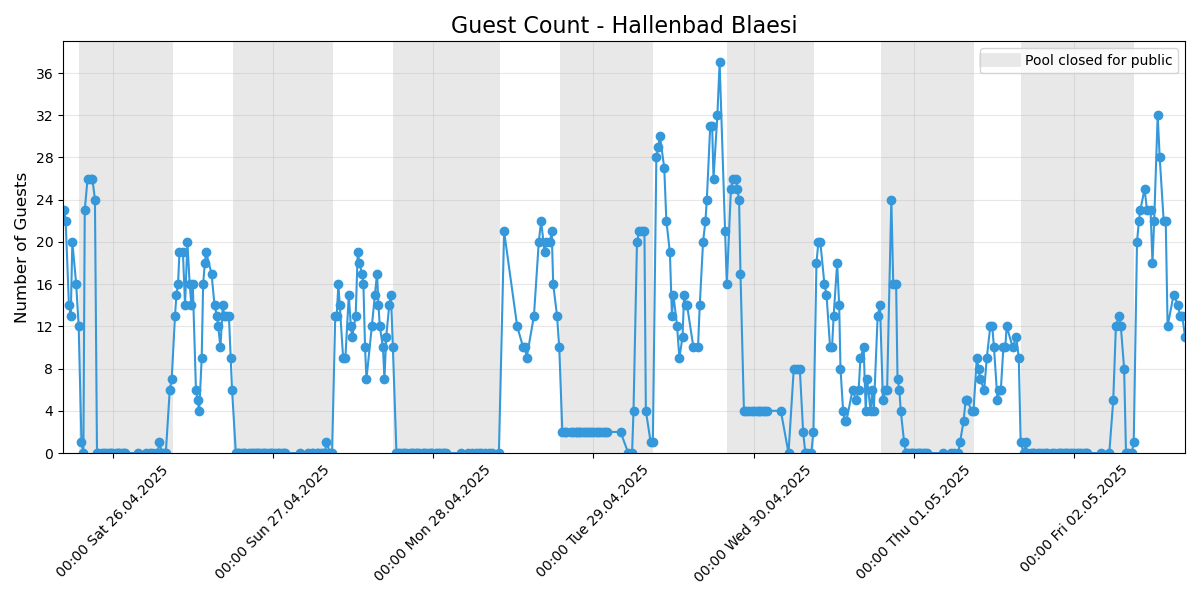 Guest Count - Hallenbad Blaesi
Pool closed for public
Number of Guests
36
32
28
24
20
16
12
8
4
0
00:00 Sat 26.04.2025
00:00 Sun 27.04.2025
00:00 Mon 28.04.2025
00:00 Tue 29.04.2025
00:00 Wed 30.04.2025
00:00 Thu 01.05.2025
00:00 Fri 02.05.2025